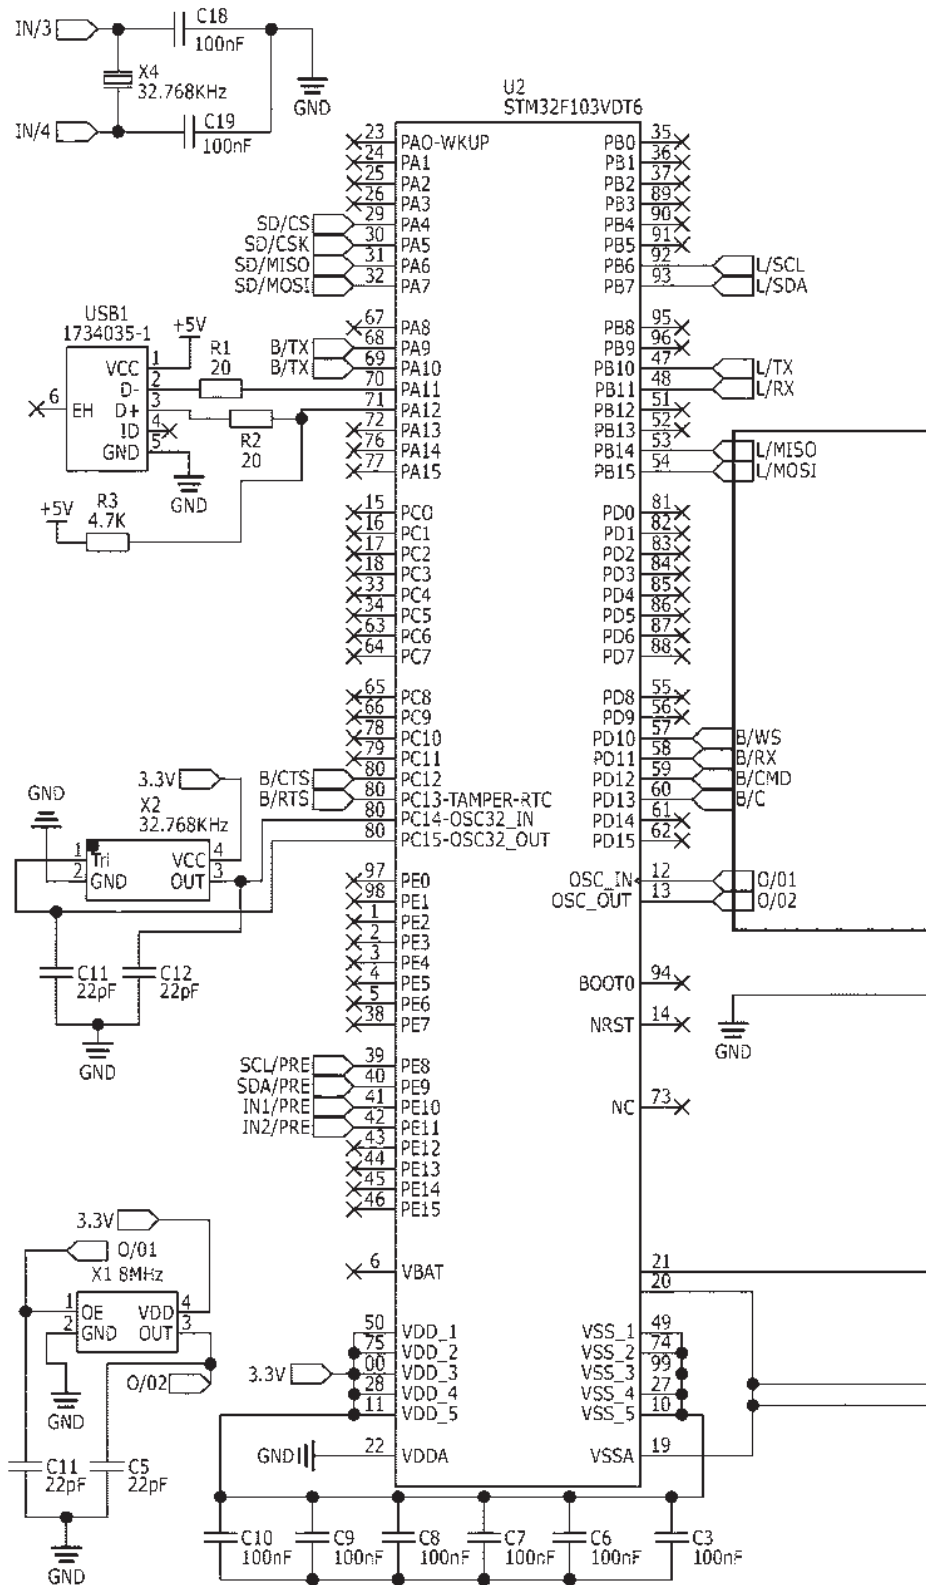 IN/3
C18
100nF
X4
32.768KHz
GND
IN/4
C19
100nF
U2
STM32F103VDT6
23 PAO-WKUP PB0 35
24 PA1 PB1 36
25 PA2 PB2 37
26 PA3 PB3 89
SD/CS 29 PA4 PB4 90
SD/CSK 30 PA5 PB5 91
SD/MISO 31 PA6 PB6 92 L/SCL
SD/MOSI 32 PA7 PB7 93 L/SDA
67 PA8 PB8 95
B/TX 68 PA9 PB9 96
B/TX 69 PA10 PB10 47 L/TX
70 PA11 PB11 48 L/RX
71 PA12 PB12 51
72 PA13 PB13 52
76 PA14 PB14 53 L/MISO
77 PA15 PB15 54 L/MOSI
USB1
1734035-1
+5V
VCC 1
D- 2
6 EH D+ 3
ID 4
GND 5
R1
20
R2
20
GND
+5V
R3
4.7K
15 PC0 PD0 81
16 PC1 PD1 82
17 PC2 PD2 83
18 PC3 PD3 84
33 PC4 PD4 85
34 PC5 PD5 86
63 PC6 PD6 87
64 PC7 PD7 88
65 PC8 PD8 55
66 PC9 PD9 56
78 PC10 PD10 57 B/WS
79 PC11 PD11 58 B/RX
B/CTS 80 PC12 PD12 59 B/CMD
B/RTS 80 PC13-TAMPER-RTC PD13 60 B/C
80 PC14-OSC32_IN PD14 61
80 PC15-OSC32_OUT PD15 62
3.3V
GND
X2
32.768KHz
1 Tri VCC 4
2 GND OUT 3
C11
22pF
C12
22pF
GND
97 PE0 OSC_IN 12 O/01
98 PE1 OSC_OUT 13 O/02
1 PE2
2 PE3
3 PE4
4 PE5 BOOT0 94
5 PE6
38 PE7 NRST 14
GND
SCL/PRE 39 PE8
SDA/PRE 40 PE9
IN1/PRE 41 PE10 NC 73
IN2/PRE 42 PE11
43 PE12
44 PE13
45 PE14
46 PE15
6 VBAT 21
20
3.3V
O/01
X1 8MHz
1 OE VDD 4
2 GND OUT 3
O/02
GND
C11
22pF
C5
22pF
GND
50 VDD_1 VSS_1 49
75 VDD_2 VSS_2 74
3.3V 00 VDD_3 VSS_3 99
28 VDD_4 VSS_4 27
11 VDD_5 VSS_5 10
GND 22 VDDA VSSA 19
C10 C9 C8 C7 C6 C3
100nF 100nF 100nF 100nF 100nF 100nF